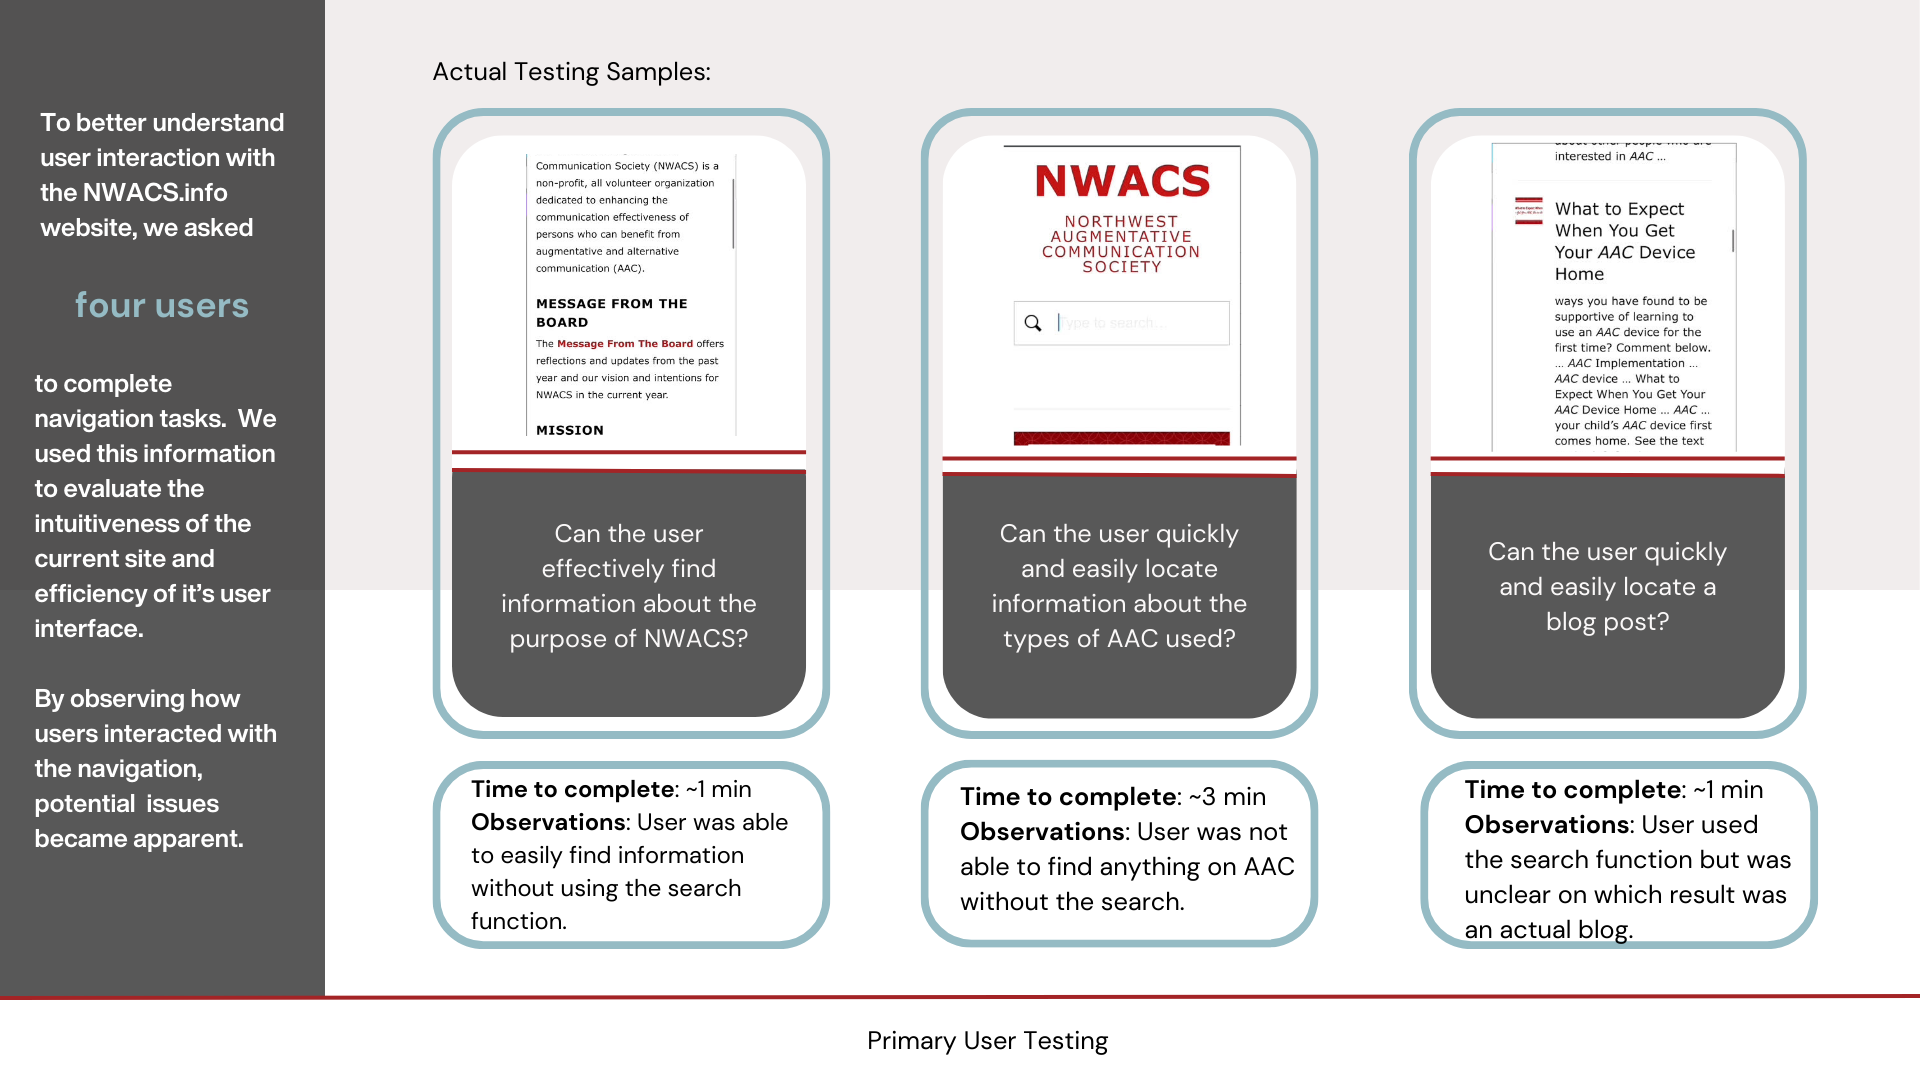 To better understand
user interaction with
the NWACS.info
website, we asked
four users
to complete
navigation tasks.  We
used this information
to evaluate the
intuitiveness of the
current site and
efficiency of it's user
interface.
By observing how
users interacted with
the navigation,
potential  issues
became apparent.
Actual Testing Samples:
Communication Society (NWACS) is a
non-profit, all volunteer organization
dedicated to enhancing the
communication effectiveness of
persons who can benefit from
augmentative and alternative
communication (AAC).
MESSAGE FROM THE
BOARD
The Message From The Board offers
reflections and updates from the past
year and our vision and intentions for
NWACS in the current year.
MISSION
Can the user
effectively find
information about the
purpose of NWACS?
Time to complete: ~1 min
Observations: User was able
to easily find information
without using the search
function.
NWACS
NORTHWEST
AUGMENTATIVE
COMMUNICATION
SOCIETY
Type to search...
Can the user quickly
and easily locate
information about the
types of AAC used?
Time to complete: ~3 min
Observations: User was not
able to find anything on AAC
without the search.
about other people who are
interested in AAC ...
What to Expect
When You Get
Your AAC Device
Home
ways you have found to be
supportive of learning to
use an AAC device for the
first time? Comment below.
... AAC Implementation ...
AAC device ... What to
Expect When You Get Your
AAC Device Home ... AAC ...
your child's AAC device first
comes home. See the text
Can the user quickly
and easily locate a
blog post?
Time to complete: ~1 min
Observations: User used
the search function but was
unclear on which result was
an actual blog.
Primary User Testing